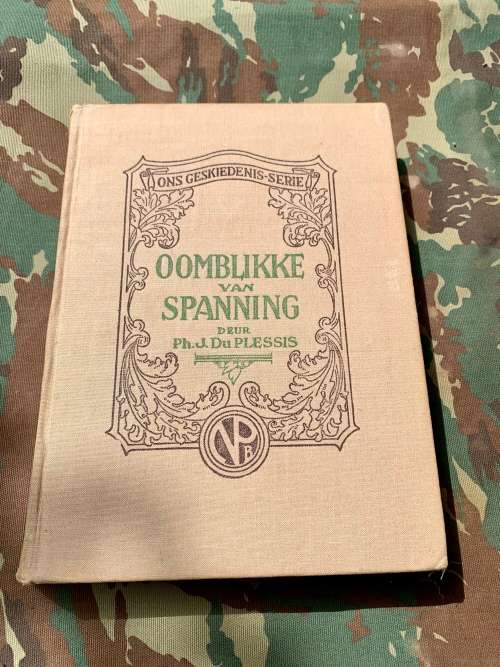 ONS GESKIEDENIS-SERIE
OOMBLIKKE
VAN
SPANNING
DEUR
Ph. J. Du PLESSIS
NPB